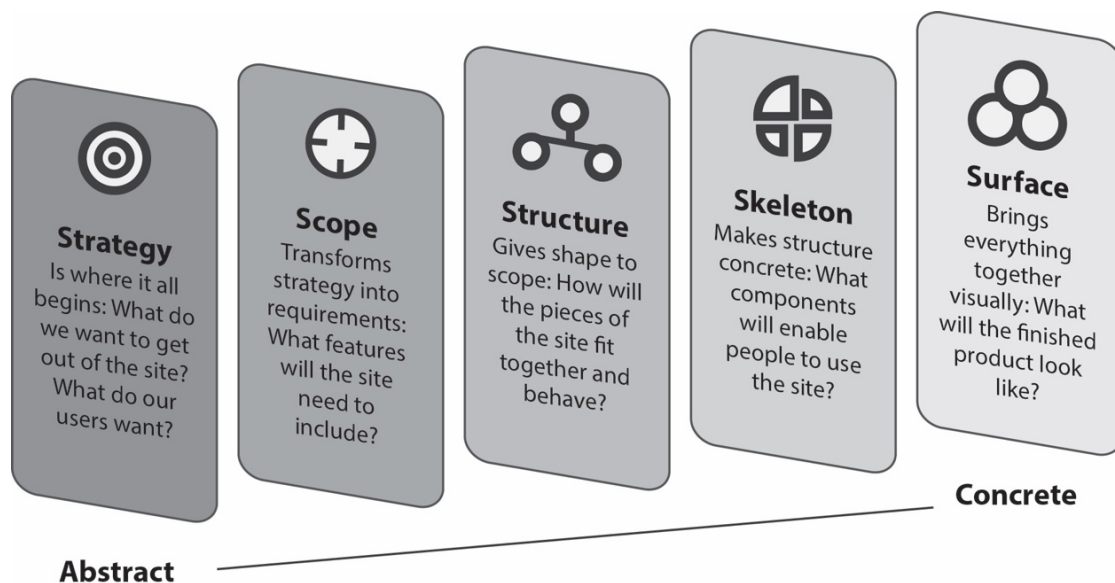 Strategy
Is where it all
begins: What do
we want to get
out of the site?
What do our
users want?
Scope
Transforms
strategy into
requirements:
What features
will the site
need to
include?
Structure
Gives shape to
scope: How will
the pieces of
the site fit
together and
behave?
Skeleton
Makes structure
concrete: What
components
will enable
people to use
the site?
Surface
Brings
everything
together
visually: What
will the finished
product look
like?
Abstract
Concrete